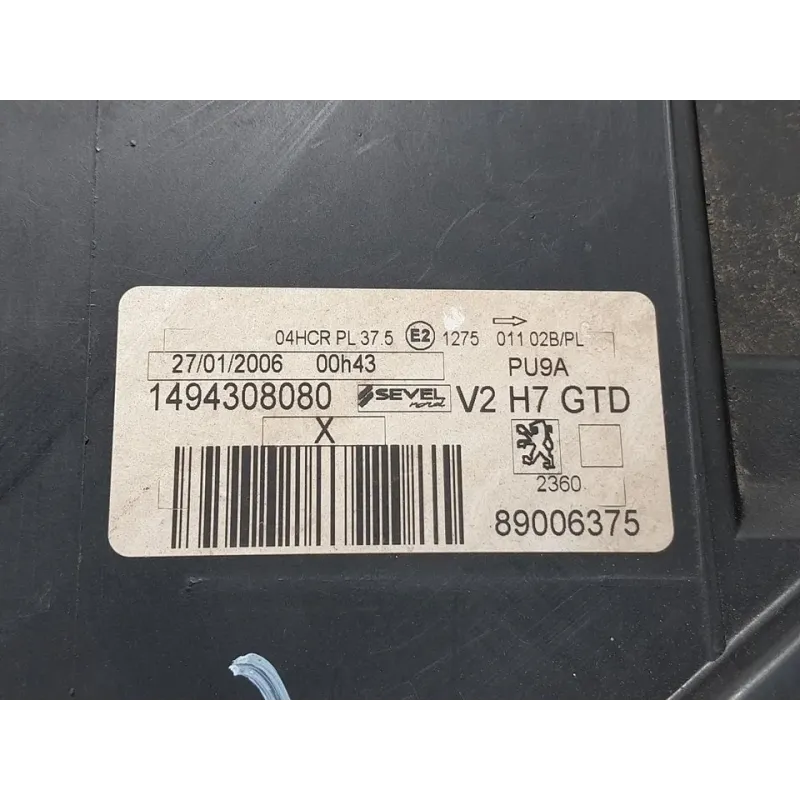 04HCR PL 37.5 E2 1275 011 02B/PL
27/01/2006 00h43 PU9A
1494308080 SEVEL nova V2 H7 GTD
X
2360
89006375